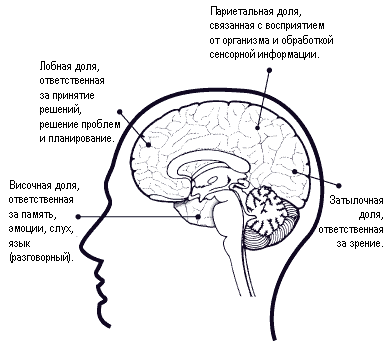 Париетальная доля,
связанная с восприятием
от организма и обработкой
сенсорной информации.
Лобная доля,
ответственная
за принятие
решений,
решение проблем
и планирование.
Височная доля,
ответственная
за память,
эмоции, слух,
язык
(разговорный).
Затылочная
доля,
ответственная
за зрение.